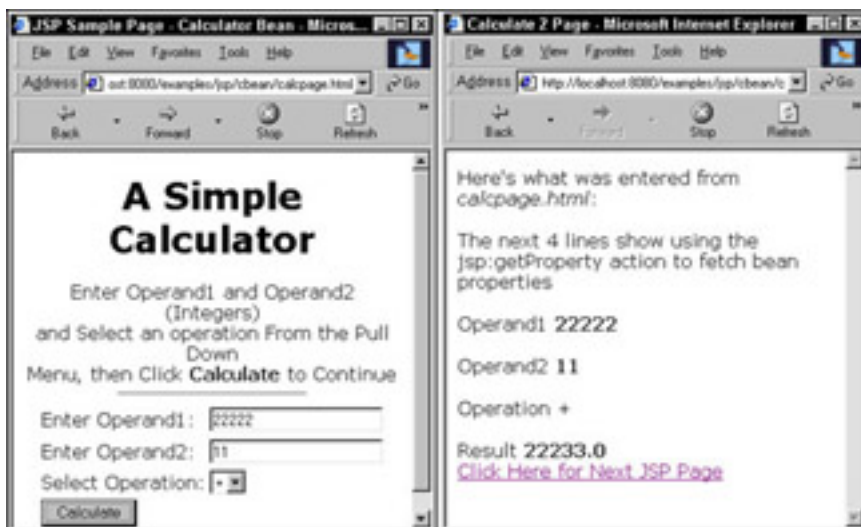 JSP Sample Page - Calculator Bean - Micros...
File Edit View Favorites Tools Help
Address ost:8080/examples/jsp/cbean/calcpage.html Go
Back Forward Stop Refresh »
A Simple
Calculator
Enter Operand1 and Operand2
(Integers)
and Select an operation From the Pull
Down
Menu, then Click Calculate to Continue
Enter Operand1: 22222
Enter Operand2: 11
Select Operation: +
Calculate
Calculate 2 Page - Microsoft Internet Explorer
File Edit View Favorites Tools Help
Address http://localhost:8080/examples/jsp/cbean/c Go
Back Forward Stop Refresh »
Here's what was entered from
calcpage.html:
The next 4 lines show using the
jsp:getProperty action to fetch bean
properties
Operand1 22222
Operand2 11
Operation +
Result 22233.0
Click Here for Next JSP Page